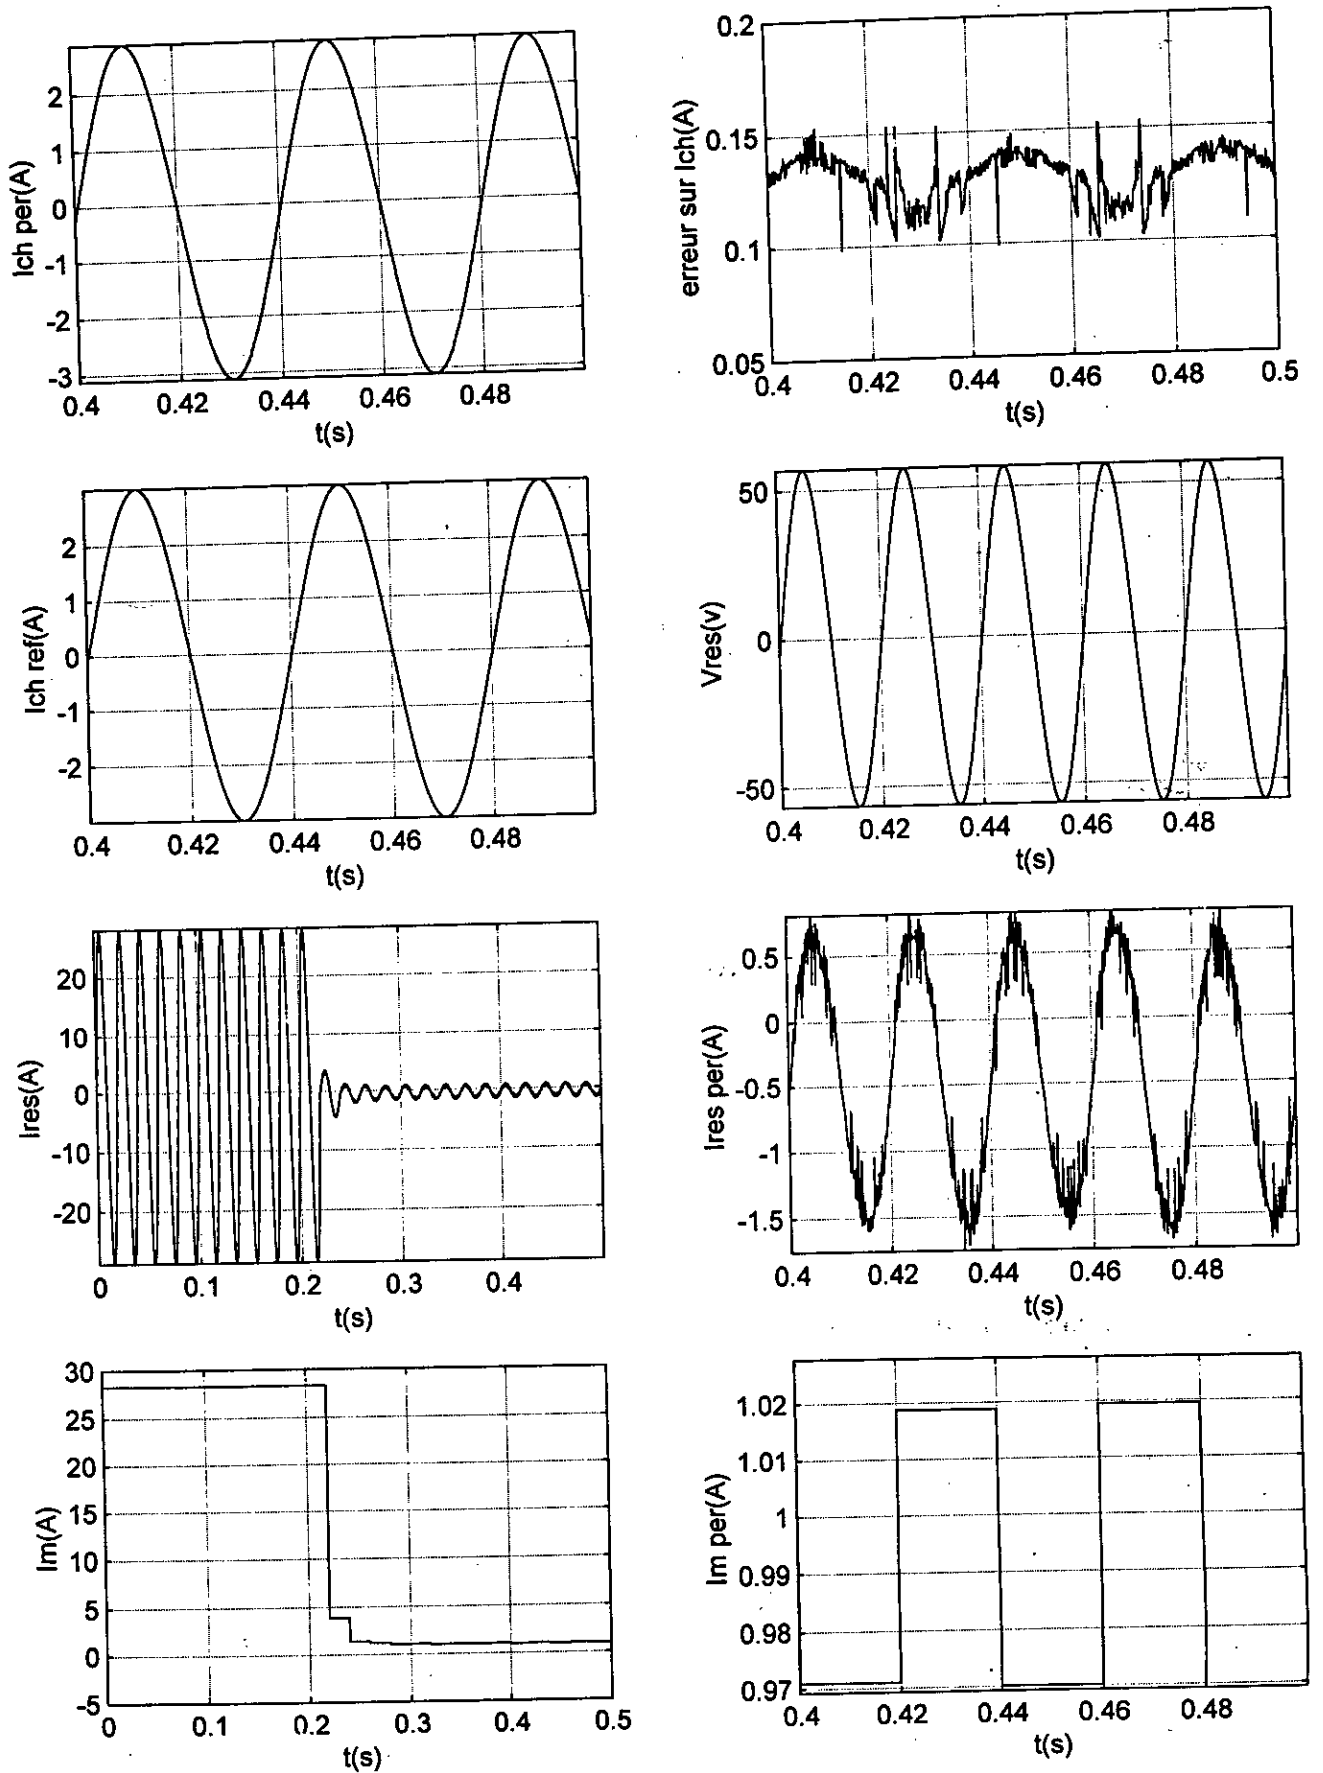 Ich per(A)
2
1
0
-1
-2
-3
0.4 0.42 0.44 0.46 0.48
t(s)
erreur sur Ich(A)
0.2
0.15
0.1
0.05
0.4 0.42 0.44 0.46 0.48 0.5
t(s)
Ich ref(A)
2
1
0
-1
-2
0.4 0.42 0.44 0.46 0.48
t(s)
Vres(v)
50
0
-50
0.4 0.42 0.44 0.46 0.48
t(s)
Ires(A)
20
10
0
-10
-20
0 0.1 0.2 0.3 0.4
t(s)
Ires per(A)
0.5
0
-0.5
-1
-1.5
0.4 0.42 0.44 0.46 0.48
t(s)
Im(A)
30
25
20
15
10
5
0
-5
0 0.1 0.2 0.3 0.4 0.5
t(s)
Im per(A)
1.02
1.01
1
0.99
0.98
0.97
0.4 0.42 0.44 0.46 0.48
t(s)